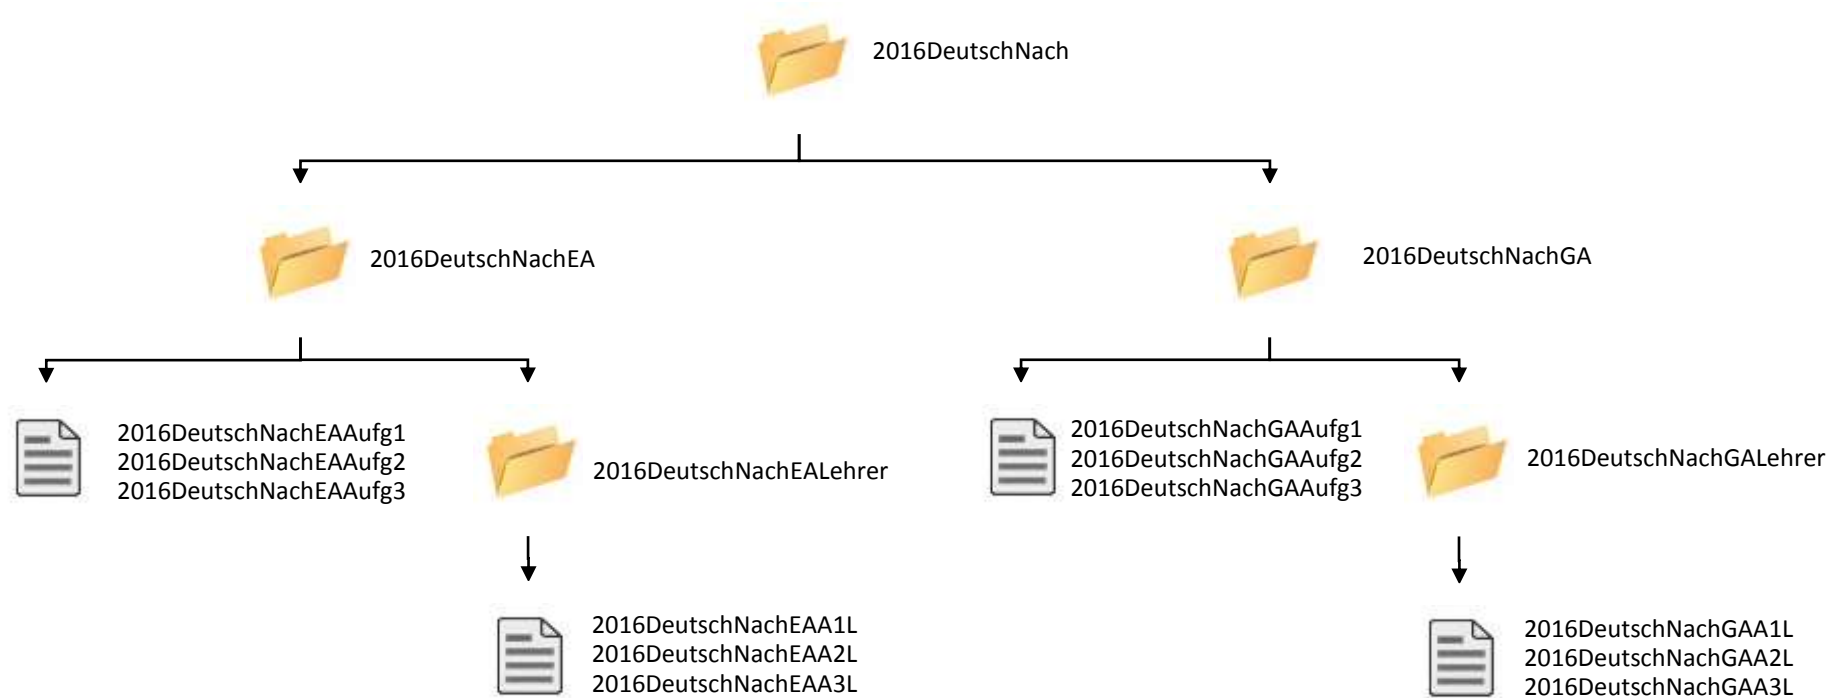 2016DeutschNach
2016DeutschNachEA
2016DeutschNachGA
2016DeutschNachEAAufg1
2016DeutschNachEAAufg2
2016DeutschNachEAAufg3
2016DeutschNachEALehrer
2016DeutschNachGAAufg1
2016DeutschNachGAAufg2
2016DeutschNachGAAufg3
2016DeutschNachGALehrer
2016DeutschNachEAA1L
2016DeutschNachEAA2L
2016DeutschNachEAA3L
2016DeutschNachGAA1L
2016DeutschNachGAA2L
2016DeutschNachGAA3L